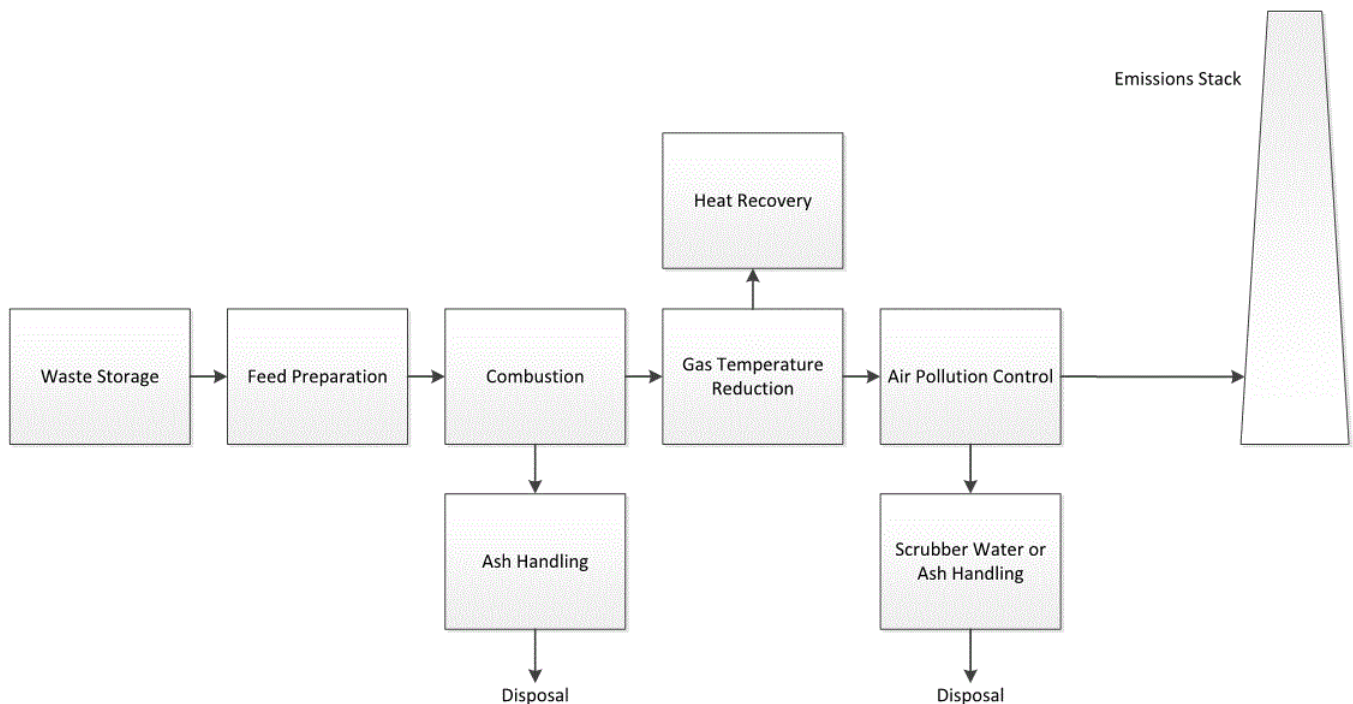 Emissions Stack
Heat Recovery
Waste Storage
Feed Preparation
Combustion
Gas Temperature
Reduction
Air Pollution Control
Ash Handling
Scrubber Water or
Ash Handling
Disposal
Disposal